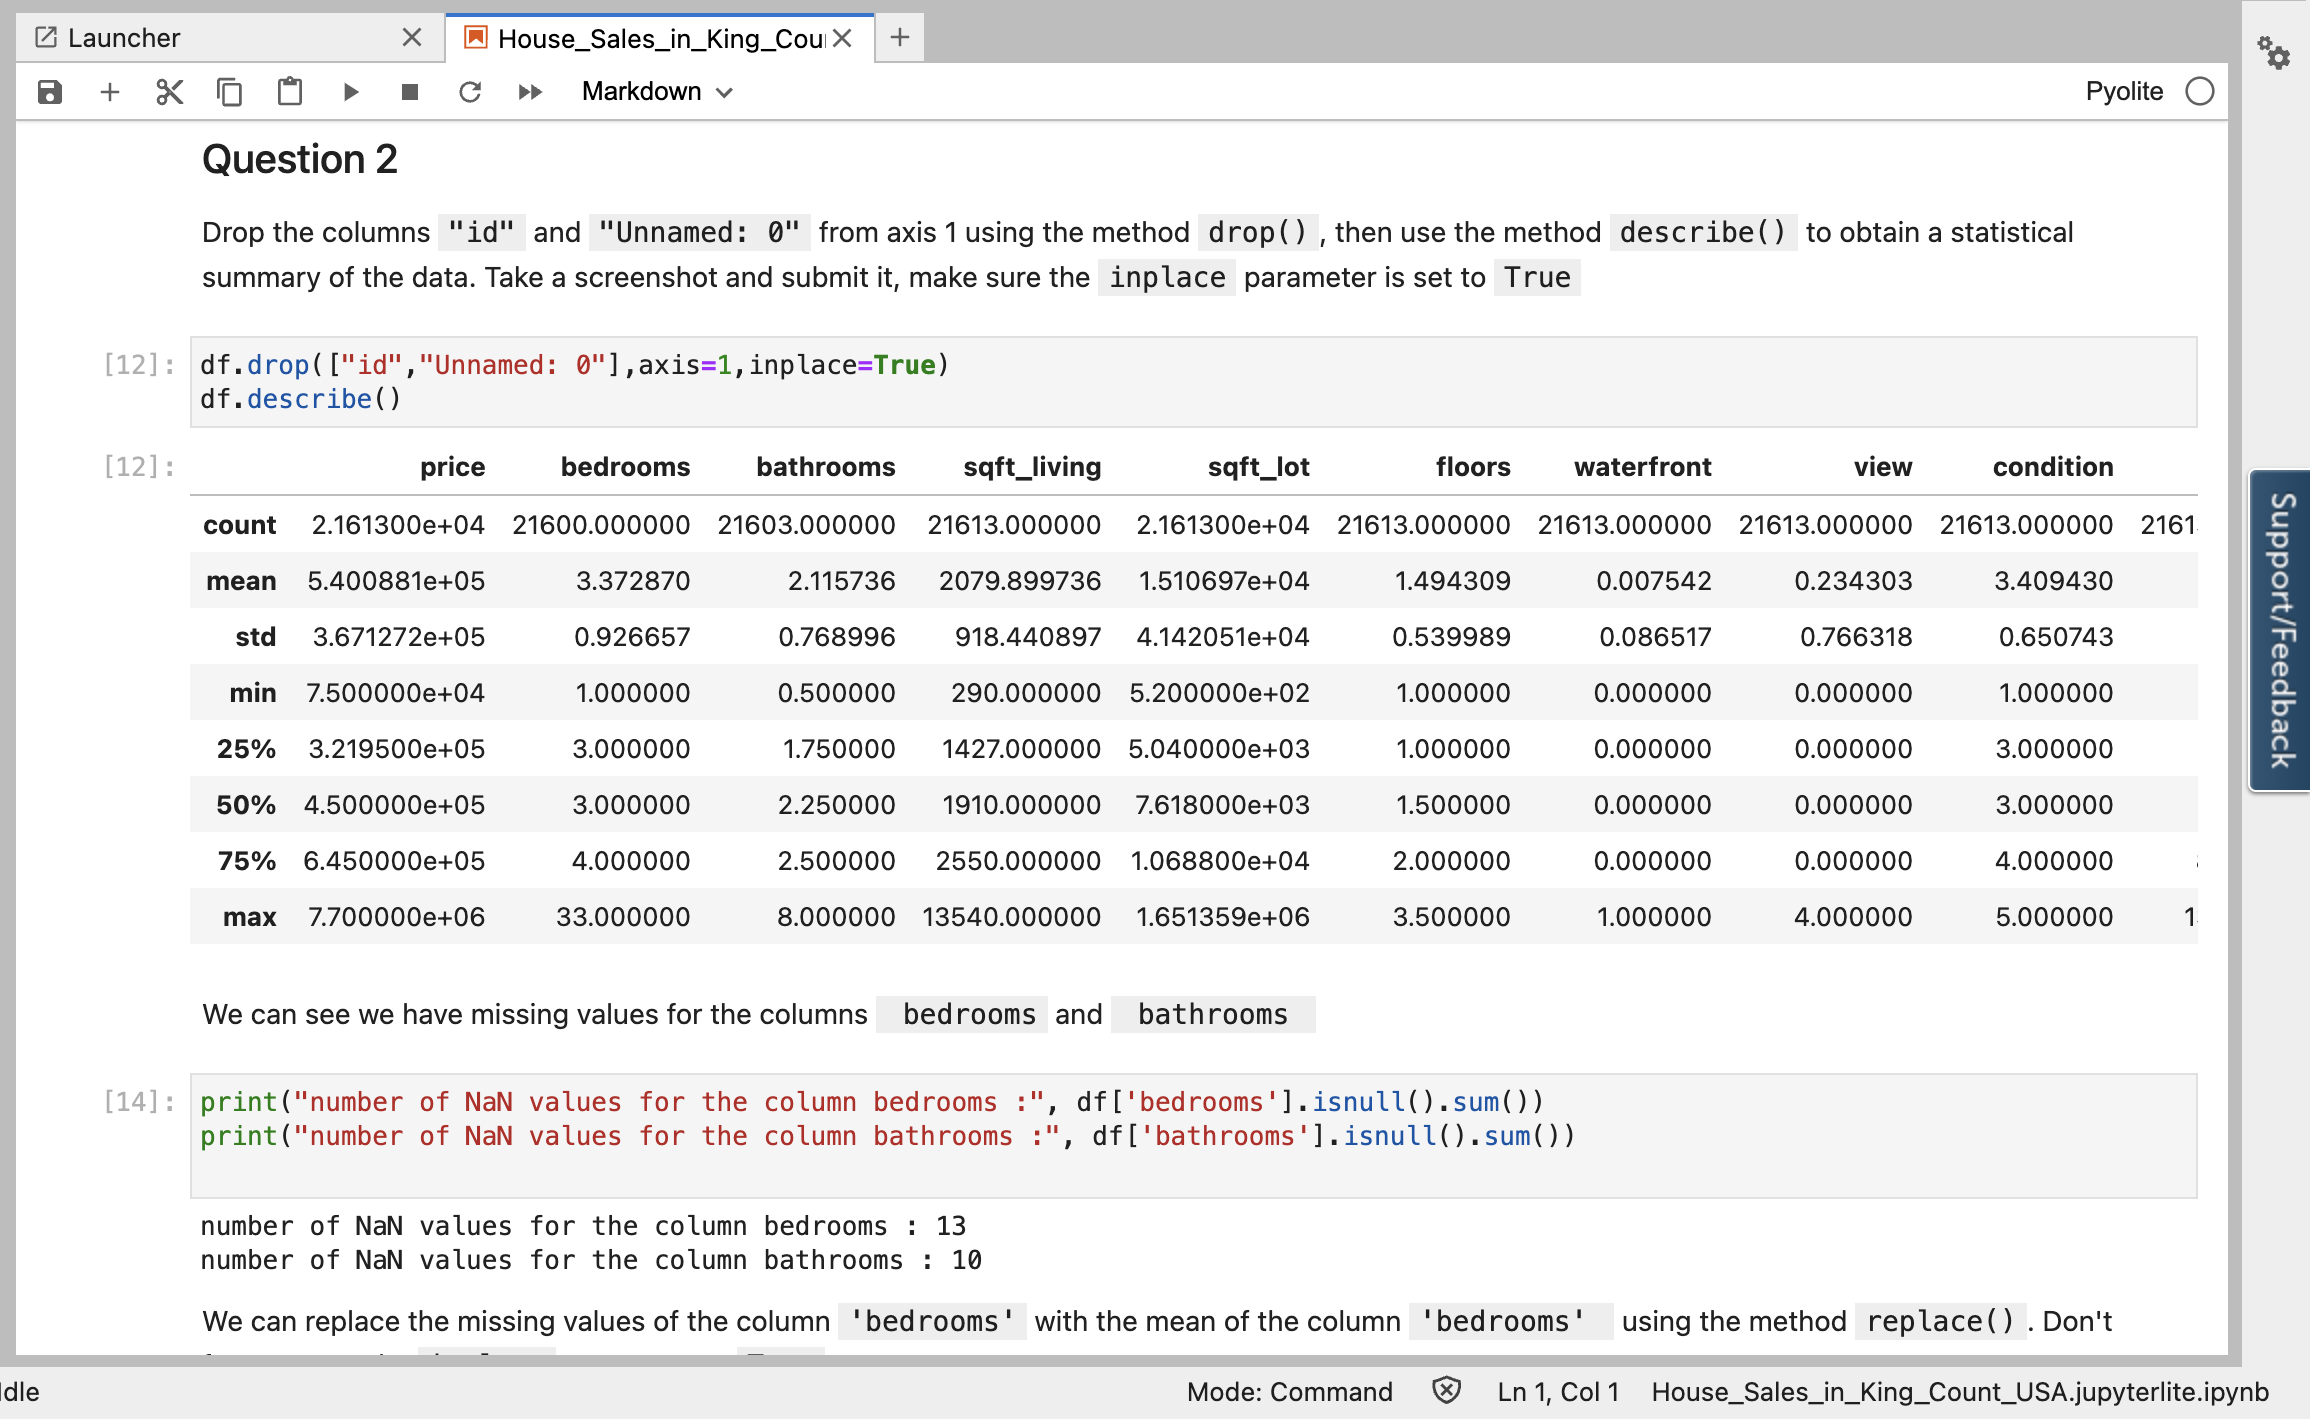 Launcher
House_Sales_in_King_Cou
Markdown
Pyolite
Question 2
Drop the columns "id" and "Unnamed: 0" from axis 1 using the method drop() , then use the method describe() to obtain a statistical
summary of the data. Take a screenshot and submit it, make sure the inplace parameter is set to True
[12]: df.drop(["id","Unnamed: 0"],axis=1,inplace=True)
df.describe()
[12]: price bedrooms bathrooms sqft_living sqft_lot floors waterfront view condition
count 2.161300e+04 21600.000000 21603.000000 21613.000000 2.161300e+04 21613.000000 21613.000000 21613.000000 21613.000000 2161
mean 5.400881e+05 3.372870 2.115736 2079.899736 1.510697e+04 1.494309 0.007542 0.234303 3.409430
std 3.671272e+05 0.926657 0.768996 918.440897 4.142051e+04 0.539989 0.086517 0.766318 0.650743
min 7.500000e+04 1.000000 0.500000 290.000000 5.200000e+02 1.000000 0.000000 0.000000 1.000000
25% 3.219500e+05 3.000000 1.750000 1427.000000 5.040000e+03 1.000000 0.000000 0.000000 3.000000
50% 4.500000e+05 3.000000 2.250000 1910.000000 7.618000e+03 1.500000 0.000000 0.000000 3.000000
75% 6.450000e+05 4.000000 2.500000 2550.000000 1.068800e+04 2.000000 0.000000 0.000000 4.000000
max 7.700000e+06 33.000000 8.000000 13540.000000 1.651359e+06 3.500000 1.000000 4.000000 5.000000 1
We can see we have missing values for the columns bedrooms and bathrooms
[14]: print("number of NaN values for the column bedrooms :", df['bedrooms'].isnull().sum())
print("number of NaN values for the column bathrooms :", df['bathrooms'].isnull().sum())
number of NaN values for the column bedrooms : 13
number of NaN values for the column bathrooms : 10
We can replace the missing values of the column 'bedrooms' with the mean of the column 'bedrooms' using the method replace() . Don't
Support/Feedback
Idle
Mode: Command
Ln 1, Col 1
House_Sales_in_King_Count_USA.jupyterlite.ipynb